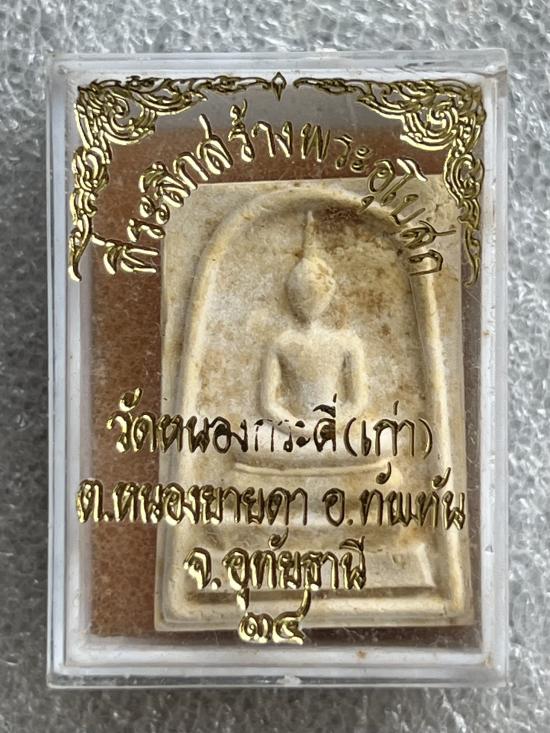 ที่ระลึกสร้างพระอุโบสถ
วัดหนองกระดี่(เก่า)
ต.หนองยายดา อ.ทัพทัน
จ.อุทัยธานี
๓๔